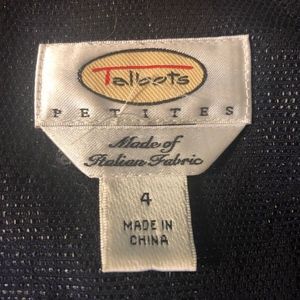 Talbots
PETITES
Made of
Italian Fabric
4
MADE IN
CHINA